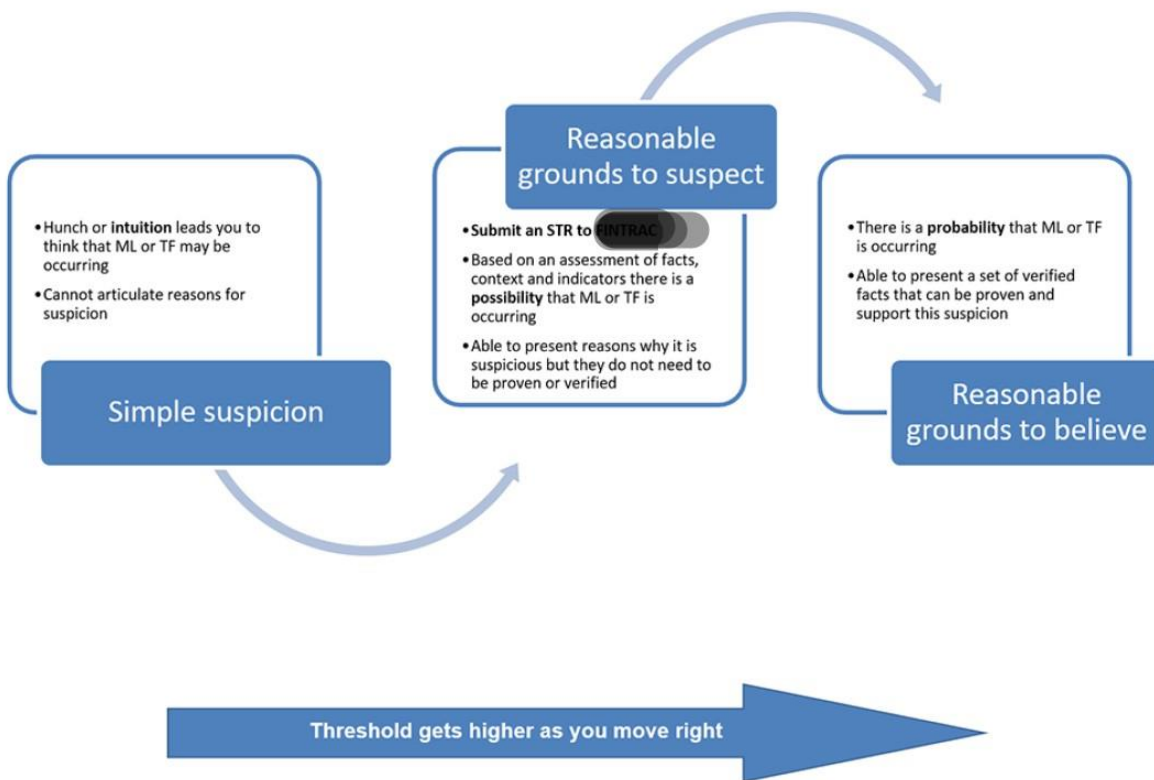 •Hunch or intuition leads you to
think that ML or TF may be
occurring
•Cannot articulate reasons for
suspicion
Simple suspicion
Reasonable
grounds to suspect
•Submit an STR to FINTRAC
•Based on an assessment of facts,
context and indicators there is a
possibility that ML or TF is
occurring
•Able to present reasons why it is
suspicious but they do not need to
be proven or verified
•There is a probability that ML or TF
is occurring
•Able to present a set of verified
facts that can be proven and
support this suspicion
Reasonable
grounds to believe
Threshold gets higher as you move right